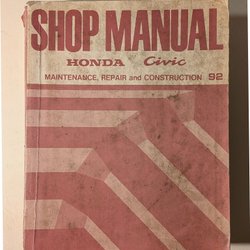 SHOP MANUAL
HONDA Civic
MAINTENANCE, REPAIR and CONSTRUCTION 92